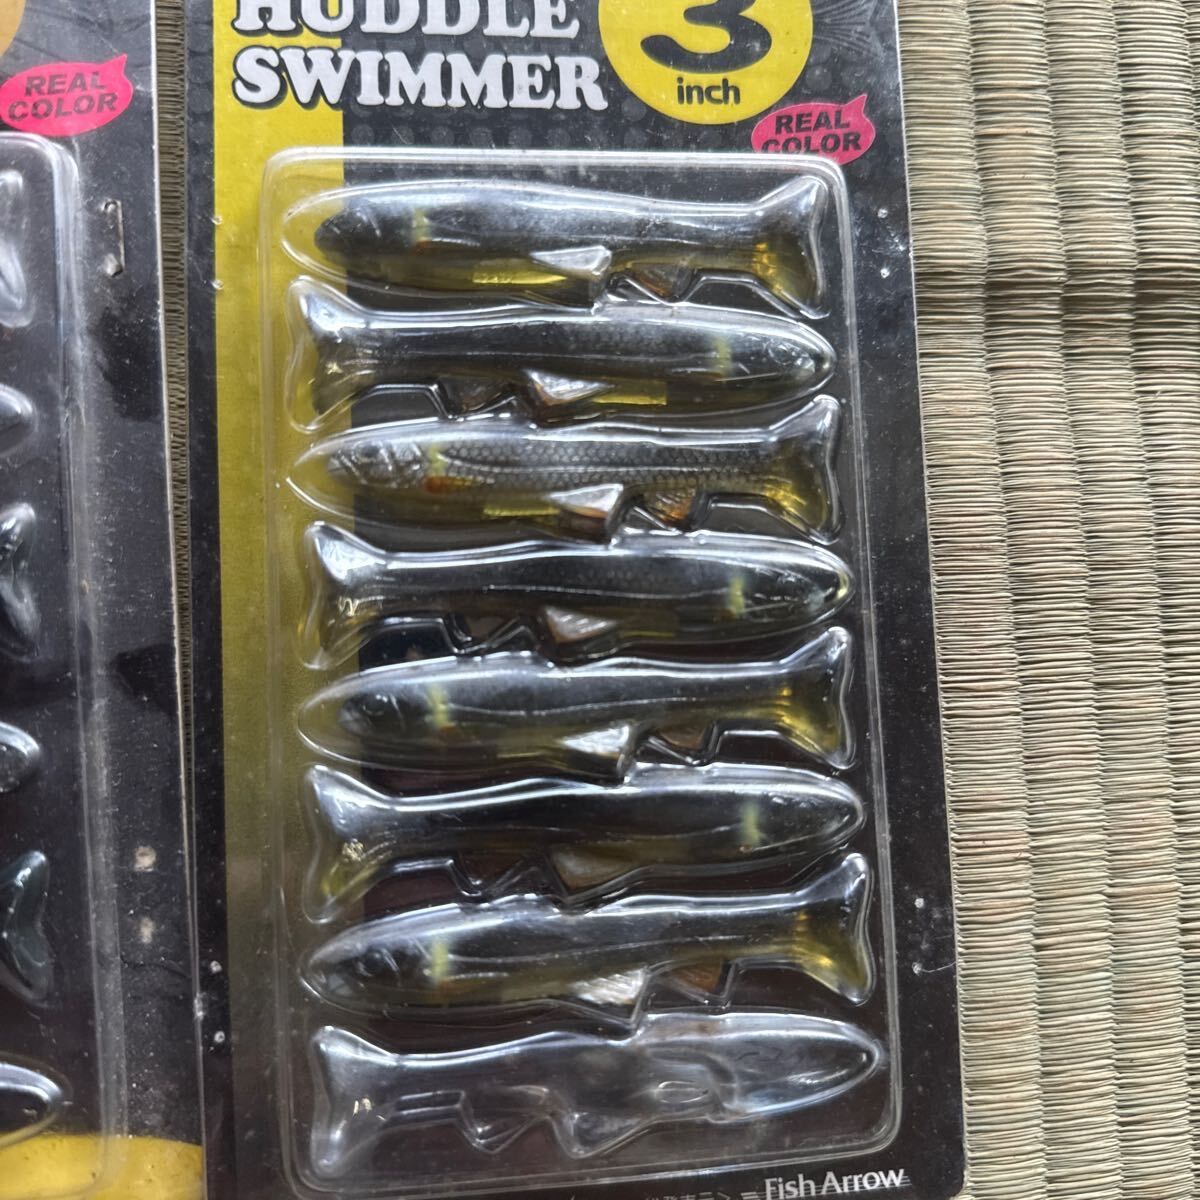 HUDDLE
SWIMMER
3
inch
REAL
COLOR
REAL
COLOR
Fish Arrow